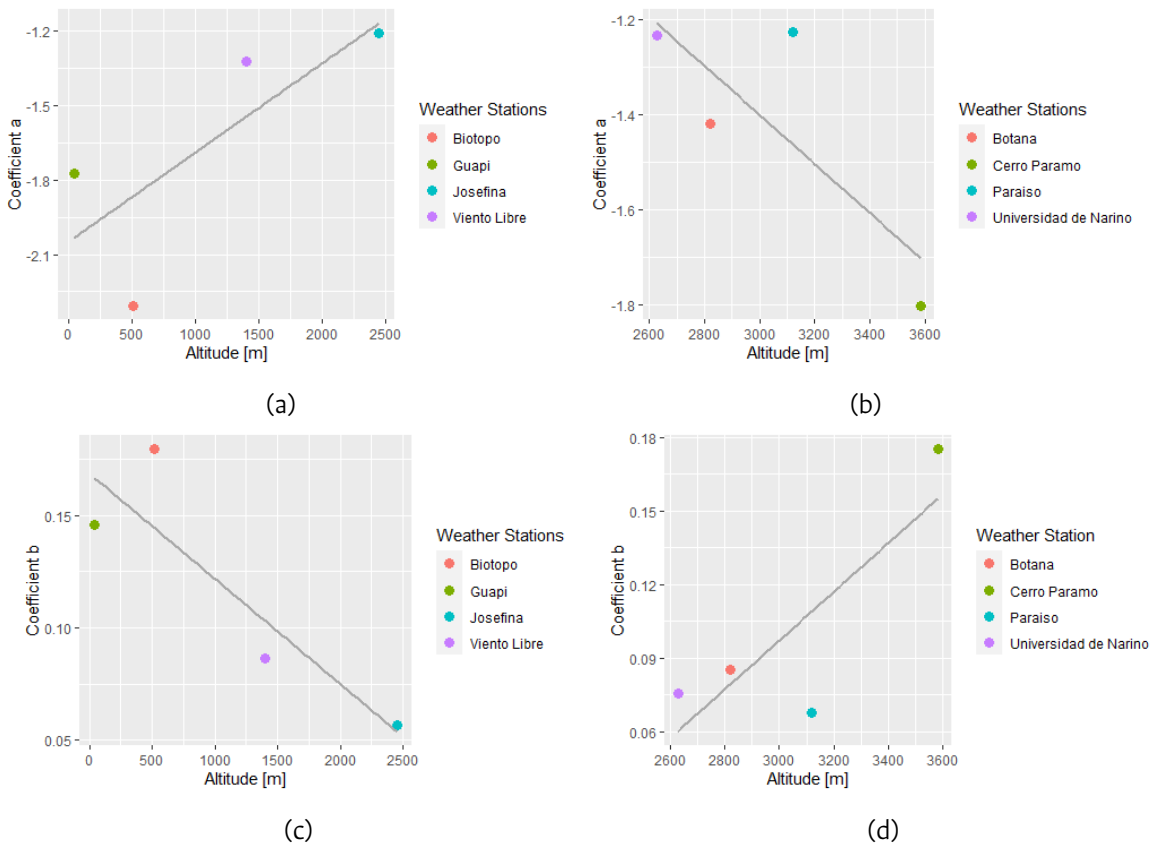 Coefficient a
-1.2
-1.5
-1.8
-2.1
0 500 1000 1500 2000 2500
Altitude [m]
Weather Stations
Biotopo
Guapi
Josefina
Viento Libre
(a)
Coefficient a
-1.2
-1.4
-1.6
-1.8
2600 2800 3000 3200 3400 3600
Altitude [m]
Weather Stations
Botana
Cerro Paramo
Paraiso
Universidad de Narino
(b)
Coefficient b
0.15
0.10
0.05
0 500 1000 1500 2000 2500
Altitude [m]
Weather Stations
Biotopo
Guapi
Josefina
Viento Libre
(c)
Coefficient b
0.18
0.15
0.12
0.09
0.06
2600 2800 3000 3200 3400 3600
Altitude [m]
Weather Station
Botana
Cerro Paramo
Paraiso
Universidad de Narino
(d)